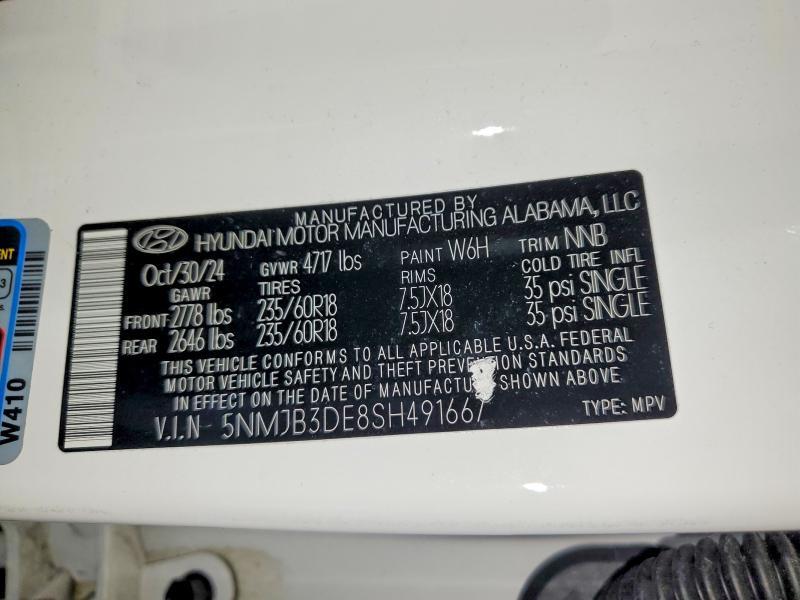 MANUFACTURED BY
HYUNDAI MOTOR MANUFACTURING ALABAMA, LLC
Oct/30/24 GVWR 4717 lbs PAINT W6H TRIM NNB
GAWR TIRES RIMS COLD TIRE INFL
FRONT 2778 lbs 235/60R18 7.5JX18 35 psi SINGLE
REAR 2646 lbs 235/60R18 7.5JX18 35 psi SINGLE
THIS VEHICLE CONFORMS TO ALL APPLICABLE U.S.A. FEDERAL
MOTOR VEHICLE SAFETY AND THEFT PREVENTION STANDARDS
IN EFFECT ON THE DATE OF MANUFACTU SHOWN ABOVE
V.I.N 5NMJB3DE8SH491667 TYPE: MPV
W410